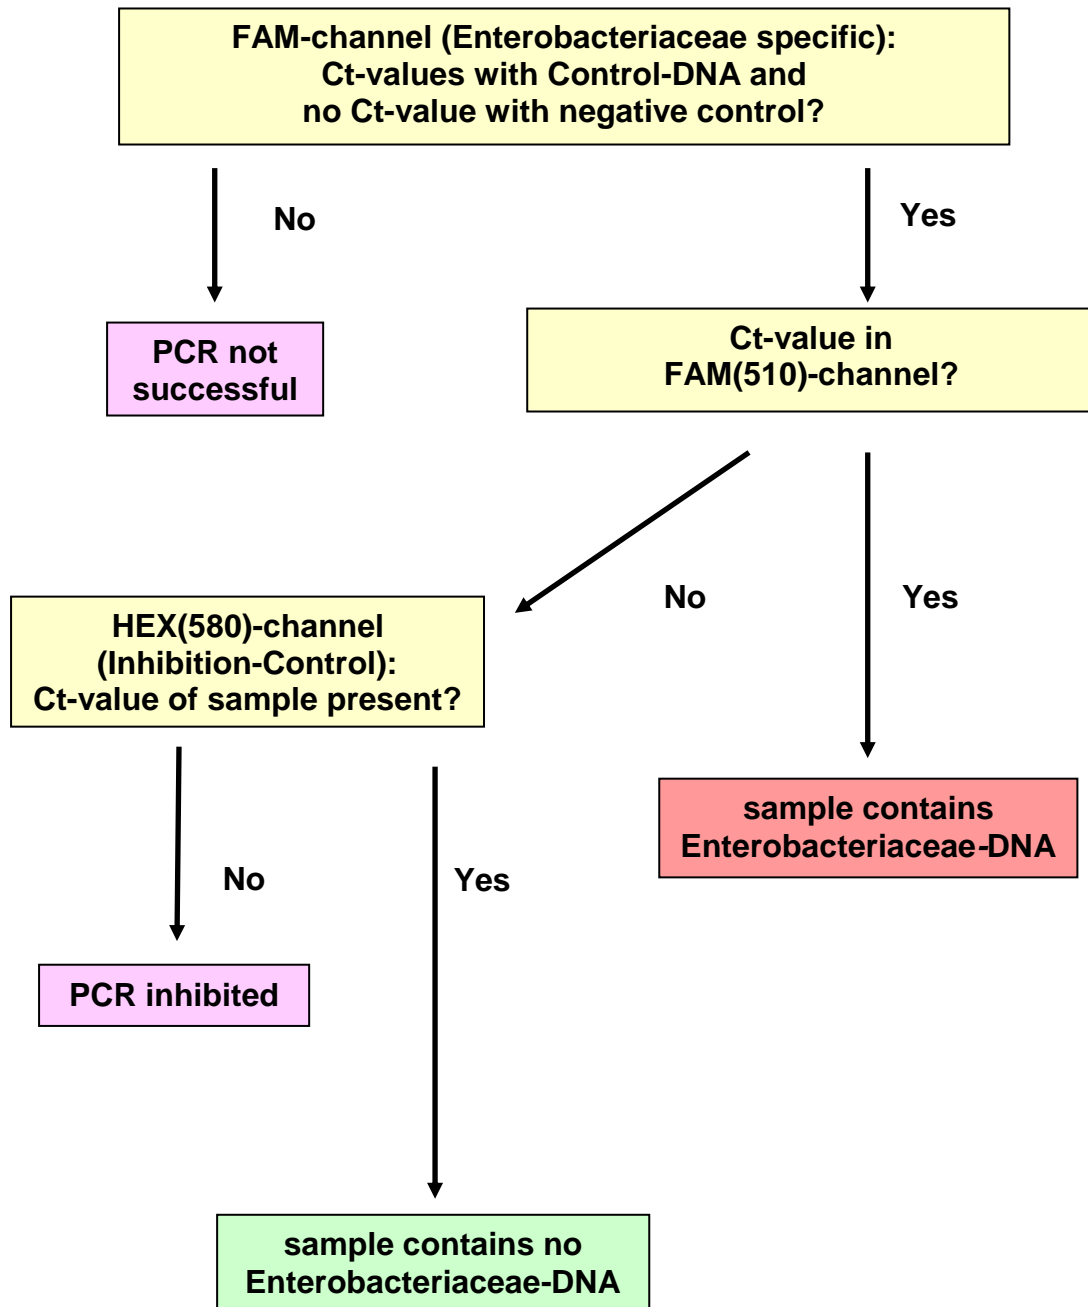 FAM-channel (Enterobacteriaceae specific):
Ct-values with Control-DNA and
no Ct-value with negative control?
No
Yes
PCR not
successful
Ct-value in
FAM(510)-channel?
No
Yes
HEX(580)-channel
(Inhibition-Control):
Ct-value of sample present?
sample contains
Enterobacteriaceae-DNA
No
Yes
PCR inhibited
sample contains no
Enterobacteriaceae-DNA